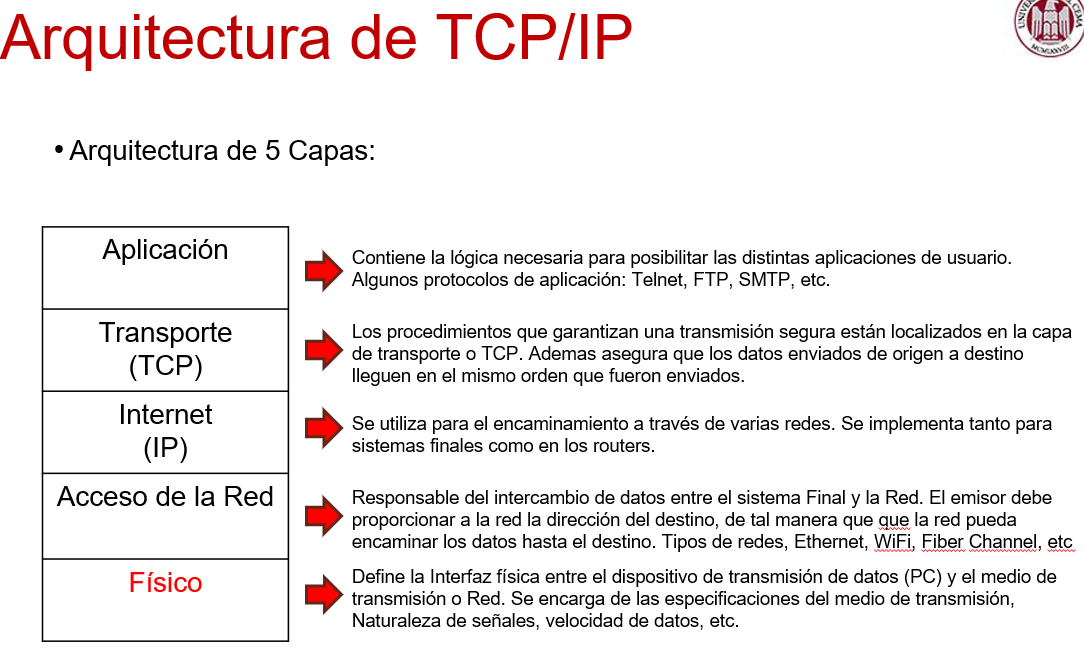 Arquitectura de TCP/IP
• Arquitectura de 5 Capas:
Aplicación
Contiene la lógica necesaria para posibilitar las distintas aplicaciones de usuario.
Algunos protocolos de aplicación: Telnet, FTP, SMTP, etc.
Transporte
(TCP)
Los procedimientos que garantizan una transmisión segura están localizados en la capa
de transporte o TCP. Ademas asegura que los datos enviados de origen a destino
lleguen en el mismo orden que fueron enviados.
Internet
(IP)
Se utiliza para el encaminamiento a través de varias redes. Se implementa tanto para
sistemas finales como en los routers.
Acceso de la Red
Responsable del intercambio de datos entre el sistema Final y la Red. El emisor debe
proporcionar a la red la dirección del destino, de tal manera que que la red pueda
encaminar los datos hasta el destino. Tipos de redes, Ethernet, WiFi, Fiber Channel, etc
Físico
Define la Interfaz física entre el dispositivo de transmisión de datos (PC) y el medio de
transmisión o Red. Se encarga de las especificaciones del medio de transmisión,
Naturaleza de señales, velocidad de datos, etc.